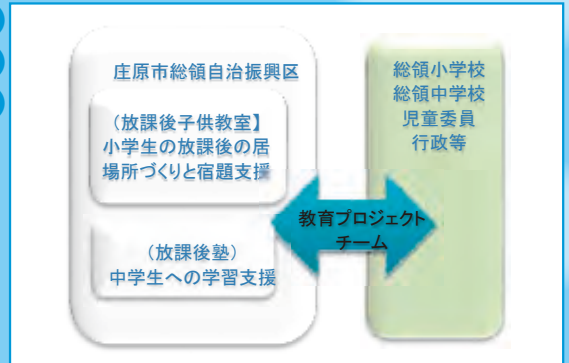 庄原市総領自治振興区
(放課後子供教室】
小学生の放課後の居
場所づくりと宿題支援
(放課後塾)
中学生への学習支援
教育プロジェクト
チーム
総領小学校
総領中学校
児童委員
行政等